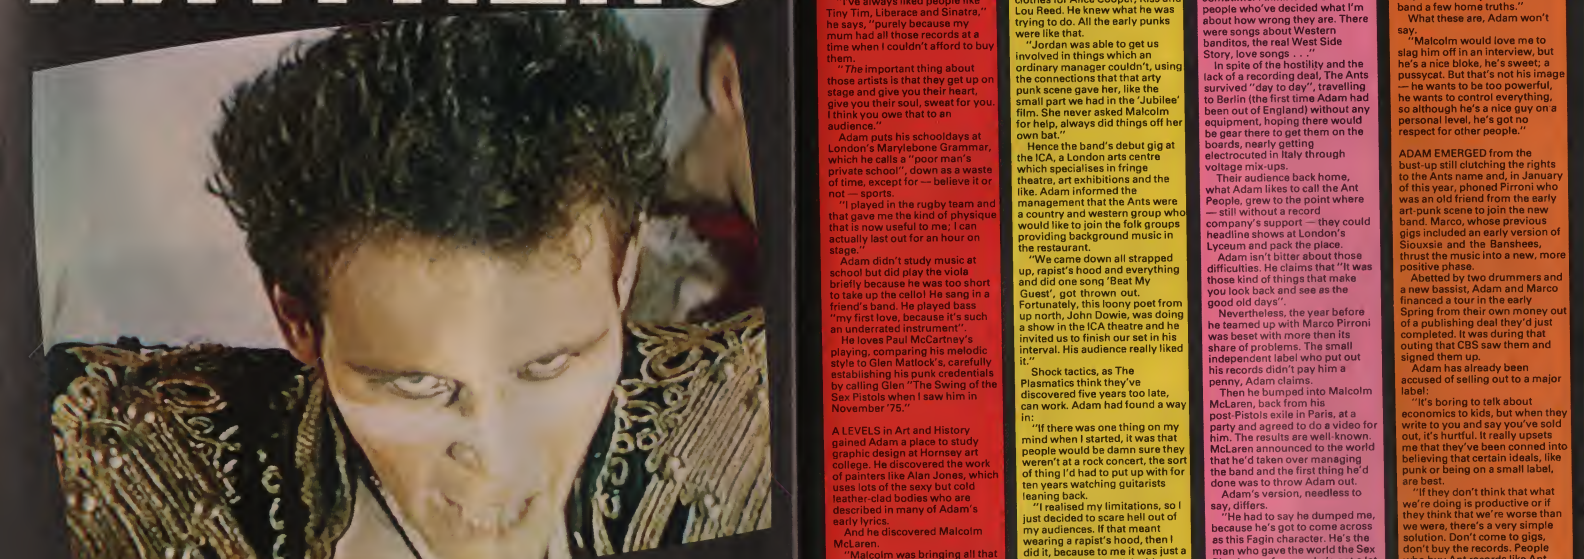 "I've always liked people like
Tiny Tim, Liberace and Sinatra,"
he says, "purely because my
mum had all those records at a
time when I couldn't afford to buy
them.
"The important thing about
those artists is that they get up on
stage and give you their heart,
give you their soul, sweat for you.
I think you owe that to an
audience."
Adam puts his schooldays at
London's Marylebone Grammar,
which he calls a "poor man's
private school", down as a waste
of time, except for — believe it or
not — sports.
"I played in the rugby team and
that gave me the kind of physique
that is now useful to me; I can
actually last out for an hour on
stage."
Adam didn't study music at
school but did play the viola
briefly because he was too short
to take up the cello! He sang in a
friend's band. He played bass
"my first love, because it's such
an underrated instrument".
He loves Paul McCartney's
playing, comparing his melodic
style to Glen Matlock's, carefully
establishing his punk credentials
by calling Glen "The Swing of the
Sex Pistols when I saw him in
November '75."
A LEVELS in Art and History
gained Adam a place to study
graphic design at Hornsey art
college. He discovered the work
of painters like Alan Jones, which
uses lots of the sexy but cold
leather-clad bodies who are
described in many of Adam's
early lyrics.
And he discovered Malcolm
McLaren.
"Malcolm was bringing all that
clothes for Alice Cooper, Kiss and
Lou Reed. He knew what he was
trying to do. All the early punks
were like that.
"Jordan was able to get us
involved in things which an
ordinary manager couldn't, using
the connections that that arty
punk scene gave her, like the
small part we had in the 'Jubilee'
film. She never asked Malcolm
for help, always did things off her
own bat."
Hence the band's debut gig at
the ICA, a London arts centre
which specialises in fringe
theatre, art exhibitions and the
like. Adam informed the
management that the Ants were
a country and western group who
would like to join the folk groups
providing background music in
the restaurant.
"We came down all strapped
up, rapist's hood and everything
and did one song 'Beat My
Guest', got thrown out.
Fortunately, this loony poet from
up north, John Dowie, was doing
a show in the ICA theatre and he
invited us to finish our set in his
interval. His audience really liked
it."
Shock tactics, as The
Plasmatics think they've
discovered five years too late,
can work. Adam had found a way
in:
"If there was one thing on my
mind when I started, it was that
people would be damn sure they
weren't at a rock concert, the sort
of thing I'd had to put up with for
ten years watching guitarists
leaning back.
"I realised my limitations, so I
just decided to scare hell out of
my audiences. If that meant
wearing a rapist's hood, then I
did it, because to me it was just a
people who've decided what I'm
about how wrong they are. There
were songs about Western
banditos, the real West Side
Story, love songs . . ."
In spite of the hostility and the
lack of a recording deal, The Ants
survived "day to day", travelling
to Berlin (the first time Adam had
been out of England) without any
equipment, hoping there would
be gear there to get them on the
boards, nearly getting
electrocuted in Italy through
voltage mix-ups.
Their audience back home,
what Adam likes to call the Ant
People, grew to the point where
— still without a record
company's support — they could
headline shows at London's
Lyceum and pack the place.
Adam isn't bitter about those
difficulties. He claims that "It was
those kind of things that make
you look back and see as the
good old days".
Nevertheless, the year before
he teamed up with Marco Pirroni
was beset with more then its
share of problems. The small
independent label who put out
his records didn't pay him a
penny, Adam claims.
Then he bumped into Malcolm
McLaren, back from his
post-Pistols exile in Paris, at a
party and agreed to do a video for
him. The results are well-known.
McLaren announced to the world
that he'd taken over managing
the band and the first thing he'd
done was to throw Adam out.
Adam's version, needless to
say, differs.
"He had to say he dumped me,
because he's got to come across
as this Fagin character. He's the
man who gave the world the Sex
band a few home truths."
What these are, Adam won't
say.
"Malcolm would love me to
slag him off in an interview, but
he's a nice bloke, he's sweet; a
pussycat. But that's not his image
— he wants to be too powerful,
he wants to control everything,
so although he's a nice guy on a
personal level, he's got no
respect for other people."
ADAM EMERGED from the
bust-up still clutching the rights
to the Ants name and, in January
of this year, phoned Pirroni who
was an old friend from the early
art-punk scene to join the new
band. Marco, whose previous
gigs included an early version of
Siouxsie and the Banshees,
thrust the music into a new, more
positive phase.
Abetted by two drummers and
a new bassist, Adam and Marco
financed a tour in the early
Spring from their own money out
of a publishing deal they'd just
completed. It was during that
outing that CBS saw them and
signed them up.
Adam has already been
accused of selling out to a major
label:
"It's boring to talk about
economics to kids, but when they
write to you and say you've sold
out, it's hurtful. It really upsets
me that they've been conned into
believing that certain ideals, like
punk or being on a small label,
are best.
"If they don't think that what
we're doing is productive or if
they think that we're worse than
we were, there's a very simple
solution. Don't come to gigs,
don't buy the records. People